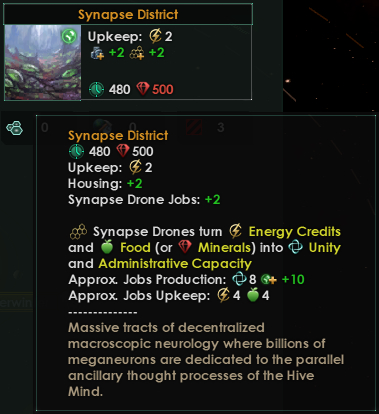 Synapse District
Upkeep: 2
+2 +2
480 500
0 0 3
Synapse District
480 500
Upkeep: 2
Housing: +2
Synapse Drone Jobs: +2
Synapse Drones turn Energy Credits
and Food (or Minerals) into Unity
and Administrative Capacity
Approx. Jobs Production: 8 +10
Approx. Jobs Upkeep: 4 4
--------------
Massive tracts of decentralized
macroscopic neurology where billions of
meganeurons are dedicated to the parallel
ancillary thought processes of the Hive
Mind.